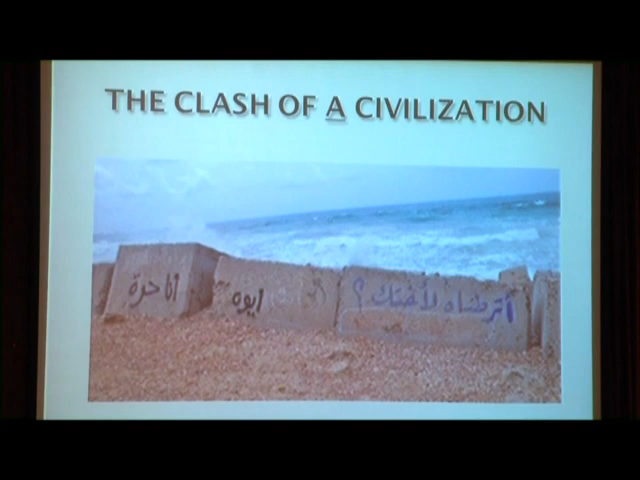 THE CLASH OF A CIVILIZATION
أترضاه لأختك ؟
ايوه
أنا حرة